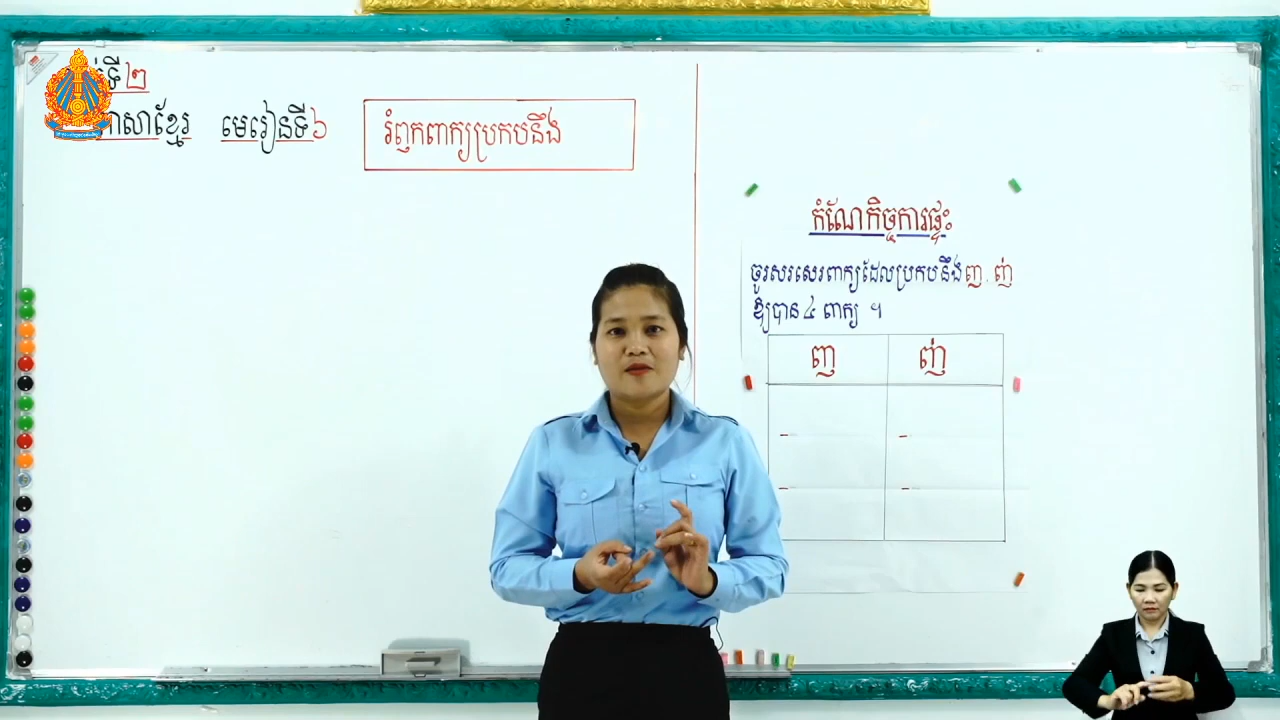 ទី២
ភាសាខ្មែរ មេរៀនទី៦ រំឭកពាក្យប្រកបនឹង
កំណែកិច្ចការផ្ទះ
ចូរសរសេរពាក្យដែលប្រកបនឹង ញ , ញ់
ឱ្យបាន ៤ ពាក្យ ។
ញ ញ់